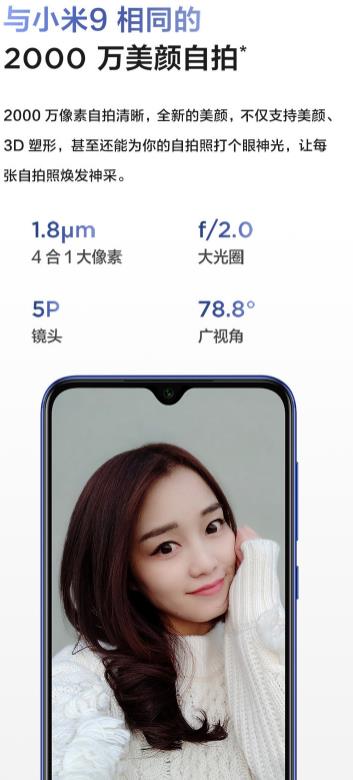 与小米9 相同的
2000 万美颜自拍*
2000 万像素自拍清晰，全新的美颜，不仅支持美颜、
3D 塑形，甚至还能为你的自拍照打个眼神光，让每
张自拍照焕发神采。
1.8μm f/2.0
4 合 1 大像素 大光圈
5P 78.8°
镜头 广视角